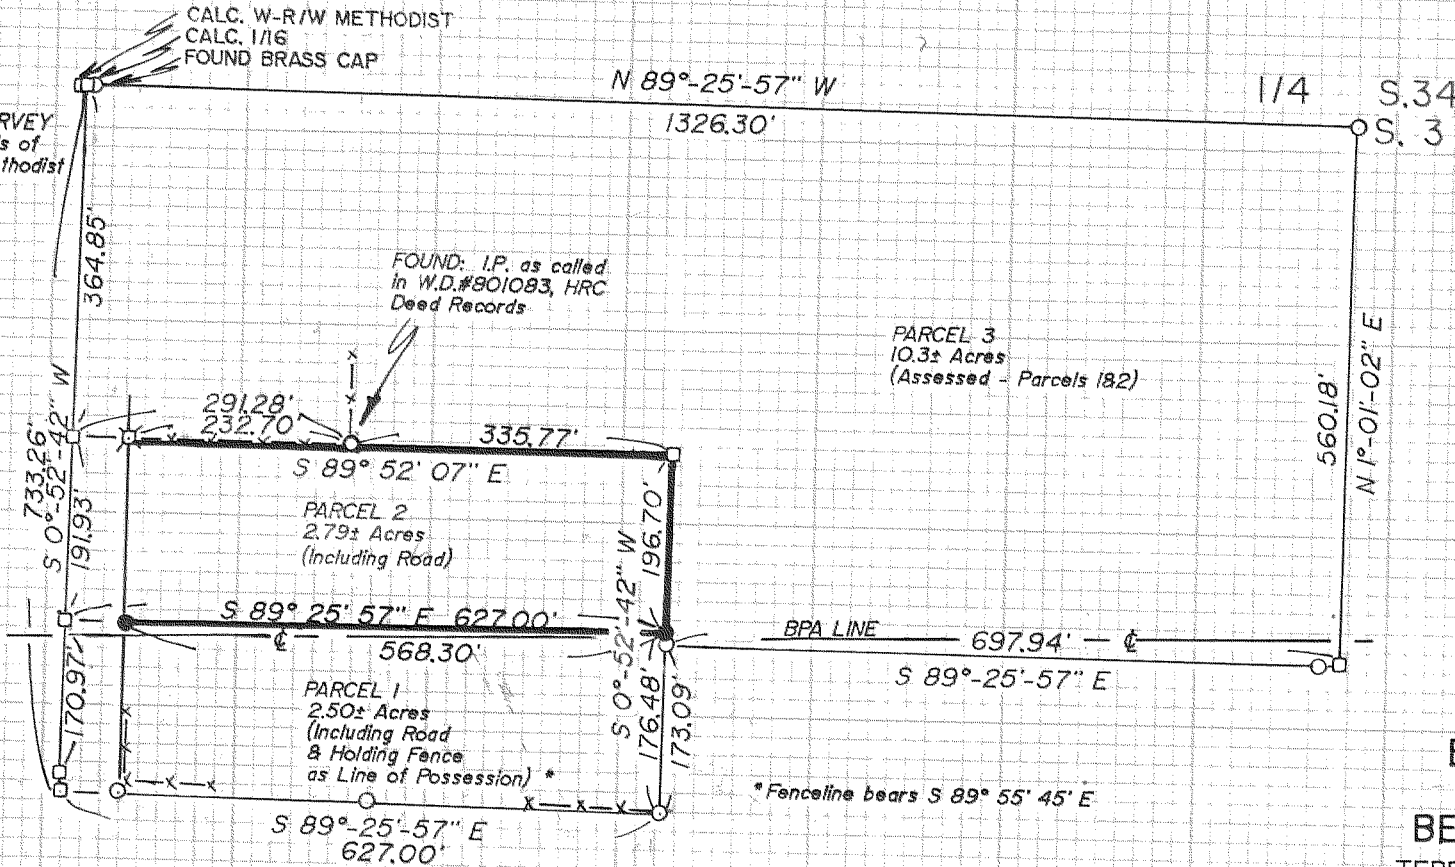 CALC. W-R/W METHODIST
CALC. 1/16
FOUND BRASS CAP
N 89°-25'-57" W
1326.30'
1/4 S.34
S. 3
RVEY
s of
thodist
364.85'
FOUND: I.P. as called
in W.D.#801083, HRC
Deed Records
PARCEL 3
10.3± Acres
(Assessed - Parcels 1&2)
560.18'
N 1°-01'-02" E
291.28'
232.70
335.77'
S 89° 52' 07" E
733.26'
S 0°-52'-42" W
191.93'
PARCEL 2
2.79± Acres
(Including Road)
S 0°-52'-42" W
196.70'
S 89° 25' 57" E 627.00'
℄
568.30'
BPA LINE
697.94'
℄
S 89°-25'-57" E
170.97'
PARCEL 1
2.50± Acres
(Including Road
& Holding Fence
as Line of Possession) *
176.48'
173.09'
*Fenceline bears S 89° 55' 45' E
S 89°-25'-57" E
627.00'
BE